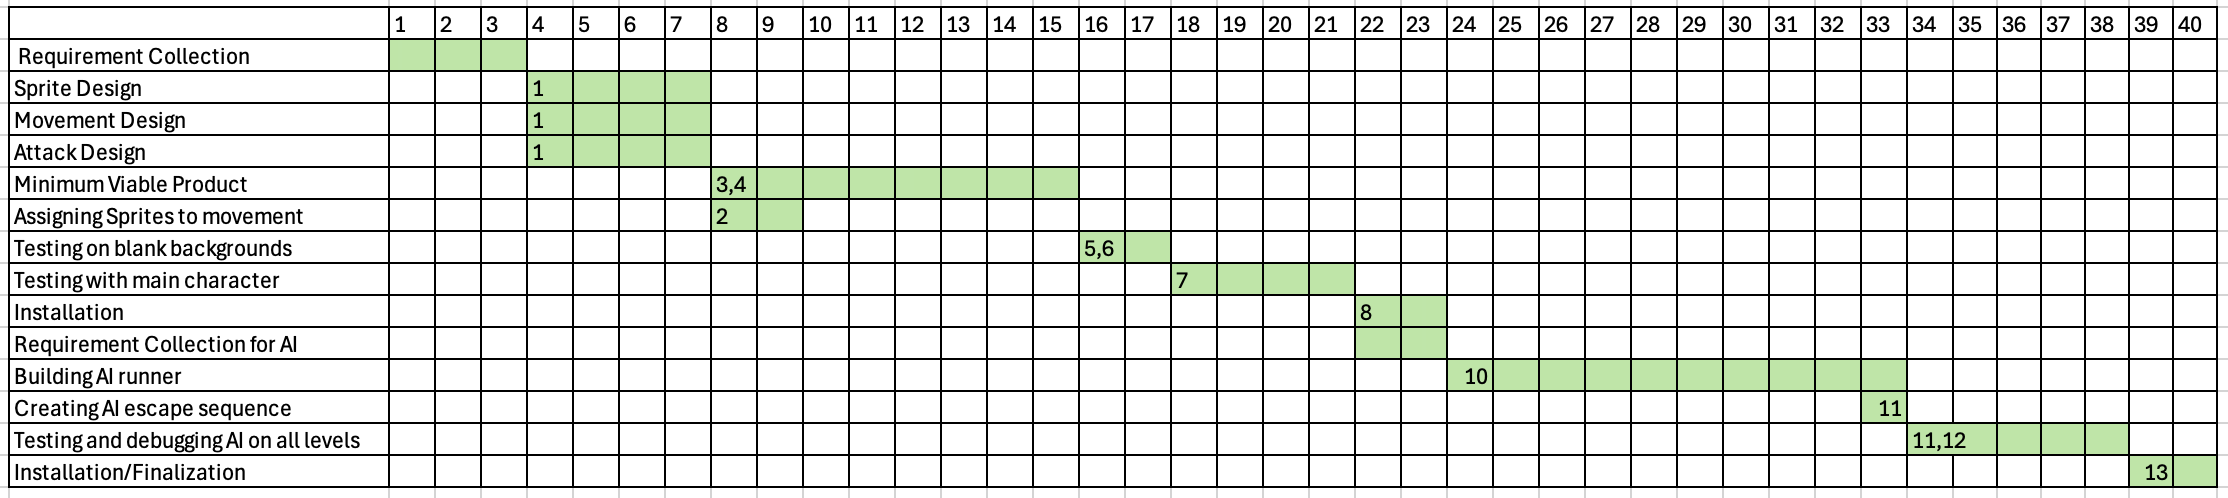 1 2 3 4 5 6 7 8 9 10 11 12 13 14 15 16 17 18 19 20 21 22 23 24 25 26 27 28 29 30 31 32 33 34 35 36 37 38 39 40
Requirement Collection
Sprite Design 1
Movement Design 1
Attack Design 1
Minimum Viable Product 3,4
Assigning Sprites to movement 2
Testing on blank backgrounds 5,6
Testing with main character 7
Installation 8
Requirement Collection for AI
Building AI runner 10
Creating AI escape sequence 11
Testing and debugging AI on all levels 11,12
Installation/Finalization 13